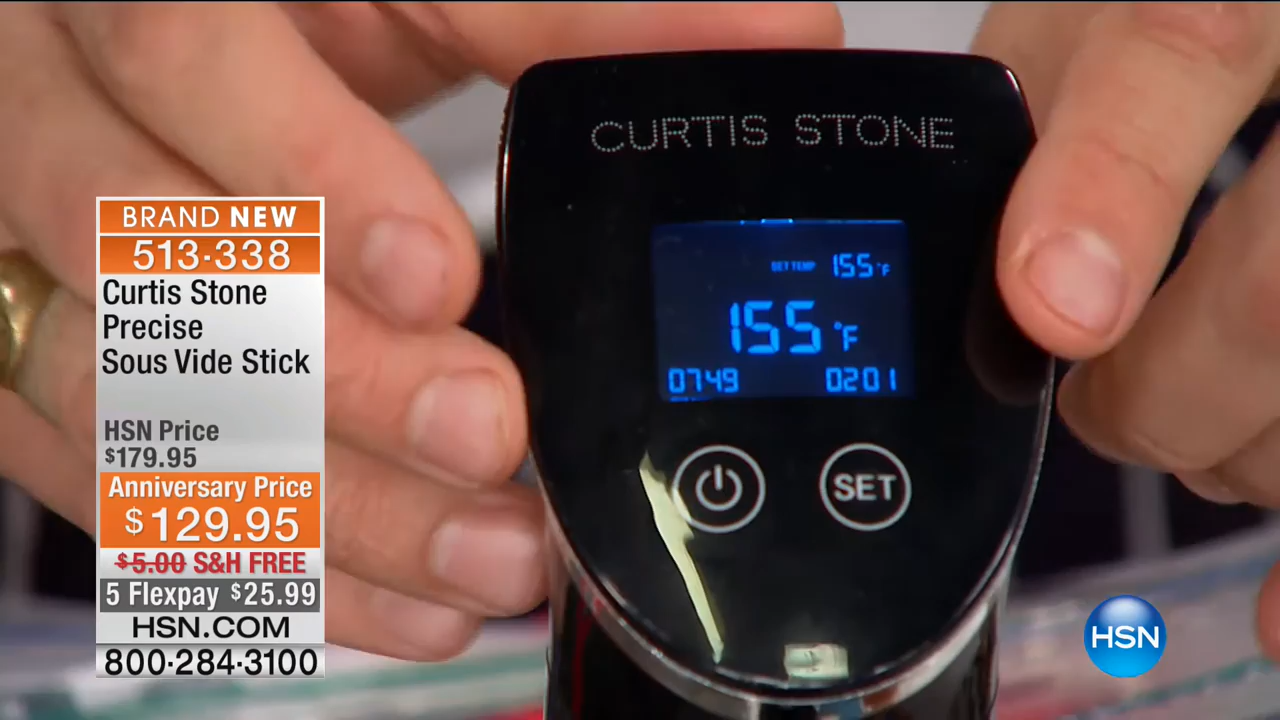 BRAND NEW
513·338
Curtis Stone
Precise
Sous Vide Stick
HSN Price
$179.95
Anniversary Price
$129.95
$5.00 S&H FREE
5 Flexpay $25.99
HSN.COM
800·284·3100
CURTIS STONE
SET TEMP 155°F
155°F
0749 0201
SET
HSN